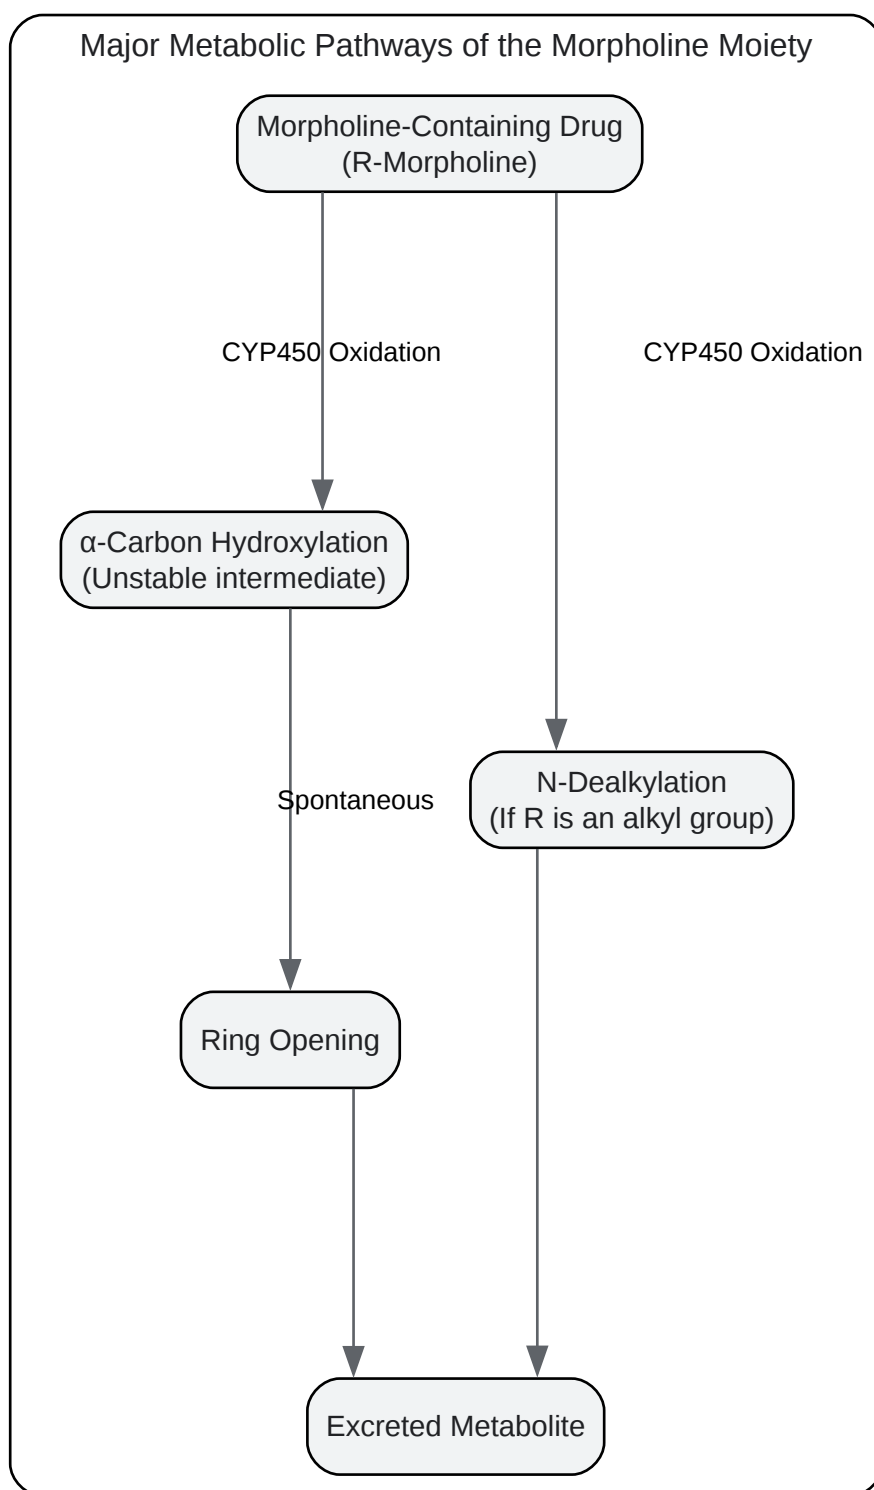 Major Metabolic Pathways of the Morpholine Moiety
Morpholine-Containing Drug
(R-Morpholine)
CYP450 Oxidation
CYP450 Oxidation
α-Carbon Hydroxylation
(Unstable intermediate)
N-Dealkylation
(If R is an alkyl group)
Spontaneous
Ring Opening
Excreted Metabolite